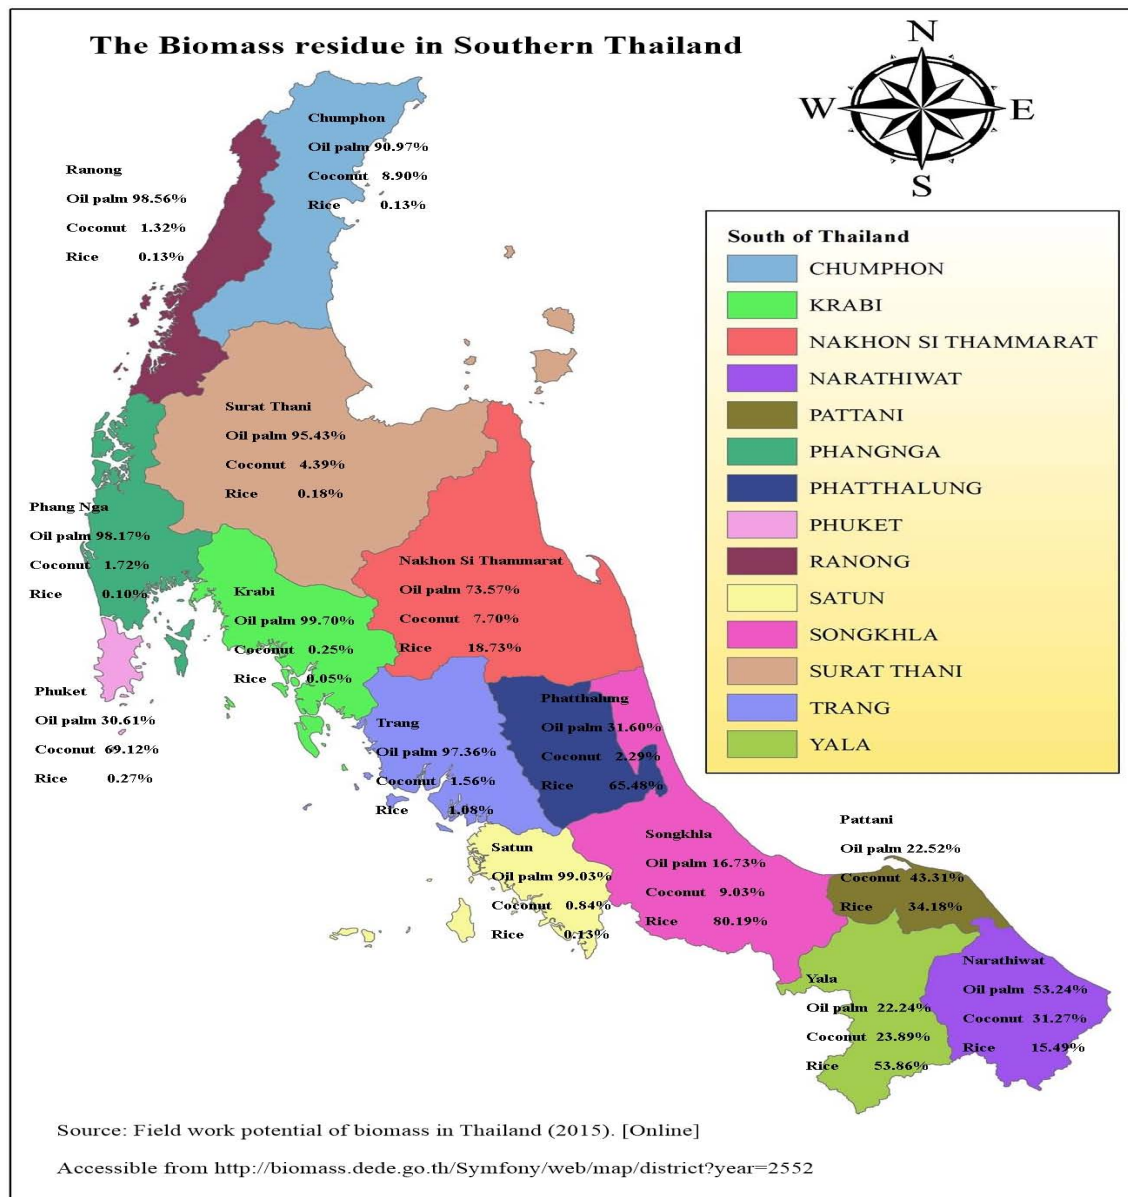 The Biomass residue in Southern Thailand
N
W
E
S
Chumphon
Oil palm 90.97%
Coconut 8.90%
Rice 0.13%
Ranong
Oil palm 98.56%
Coconut 1.32%
Rice 0.13%
South of Thailand
CHUMPHON
KRABI
NAKHON SI THAMMARAT
NARATHIWAT
PATTANI
PHANGNGA
PHATTHALUNG
PHUKET
RANONG
SATUN
SONGKHLA
SURAT THANI
TRANG
YALA
Surat Thani
Oil palm 95.43%
Coconut 4.39%
Rice 0.18%
Phang Nga
Oil palm 98.17%
Coconut 1.72%
Rice 0.10%
Krabi
Oil palm 99.70%
Coconut 0.25%
Rice 0.05%
Nakhon Si Thammarat
Oil palm 73.57%
Coconut 7.70%
Rice 18.73%
Phuket
Oil palm 30.61%
Coconut 69.12%
Rice 0.27%
Trang
Oil palm 97.36%
Coconut 1.56%
Rice 1.08%
Phatthalung
Oil palm 31.60%
Coconut 2.29%
Rice 65.48%
Satun
Oil palm 99.03%
Coconut 0.84%
Rice 0.13%
Songkhla
Oil palm 16.73%
Coconut 9.03%
Rice 80.19%
Pattani
Oil palm 22.52%
Coconut 43.31%
Rice 34.18%
Yala
Oil palm 22.24%
Coconut 23.89%
Rice 53.86%
Narathiwat
Oil palm 53.24%
Coconut 31.27%
Rice 15.49%
Source: Field work potential of biomass in Thailand (2015). [Online]
Accessible from http://biomass.dede.go.th/Symfony/web/map/district?year=2552